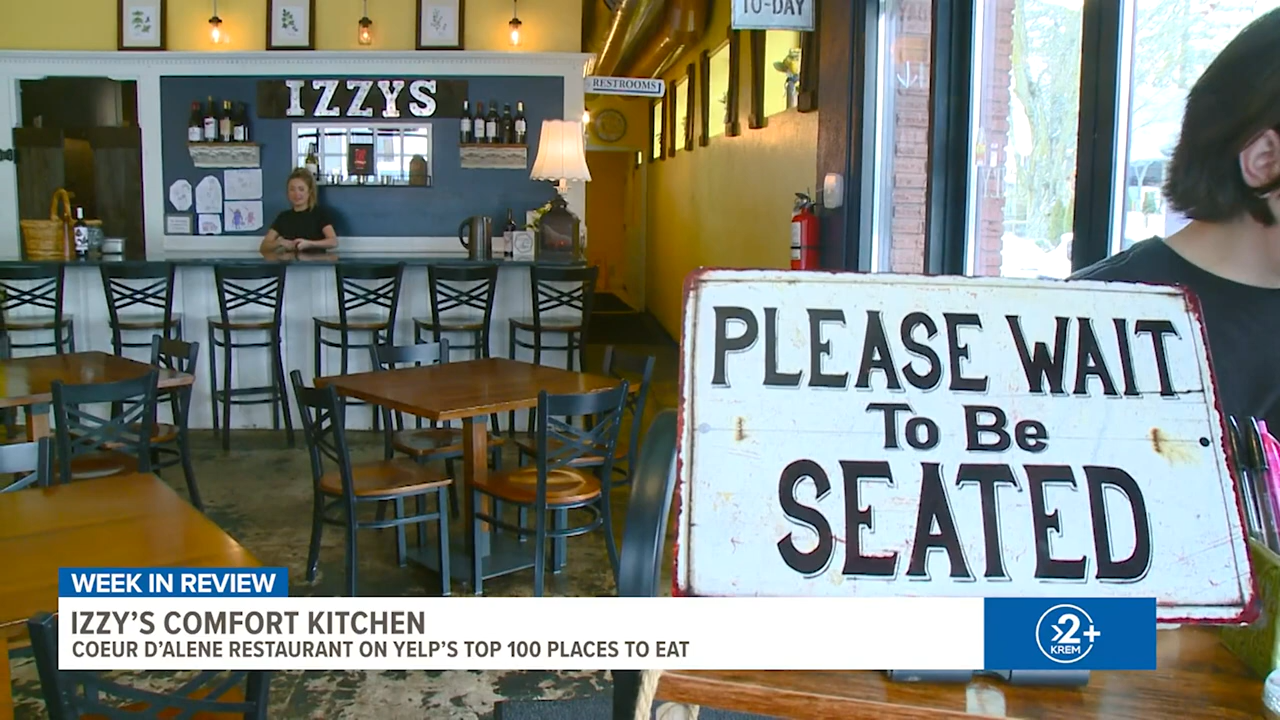 TO-DAY
IZZYS
RESTROOMS
PLEASE WAIT
To Be
SEATED
WEEK IN REVIEW
IZZY'S COMFORT KITCHEN
COEUR D'ALENE RESTAURANT ON YELP'S TOP 100 PLACES TO EAT
2+
KREM